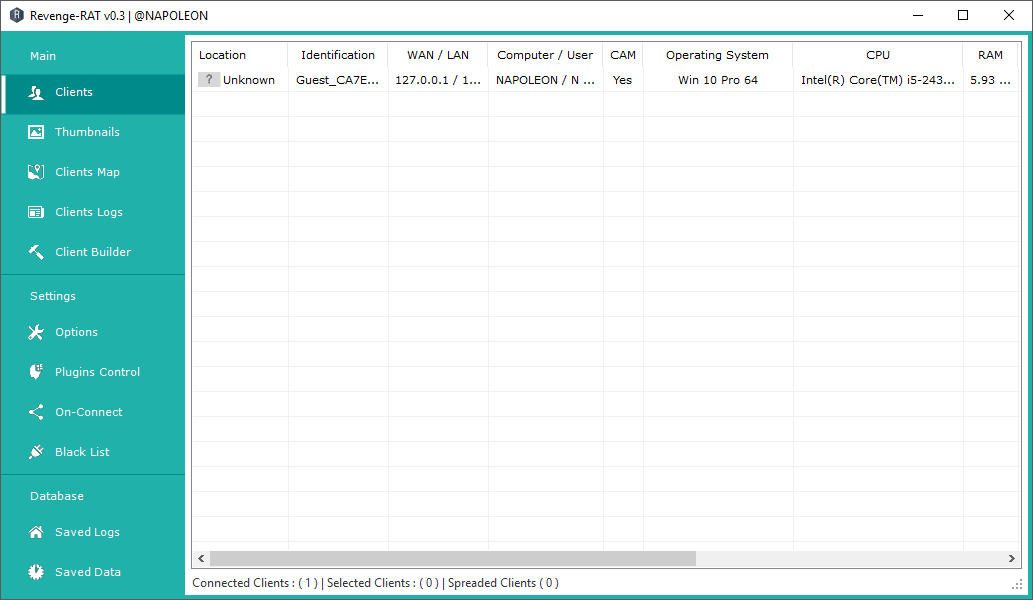 Revenge-RAT v0.3 | @NAPOLEON
Main
Clients
Thumbnails
Clients Map
Clients Logs
Client Builder
Settings
Options
Plugins Control
On-Connect
Black List
Database
Saved Logs
Saved Data
Location Identification WAN / LAN Computer / User CAM Operating System CPU RAM
? Unknown Guest_CA7E... 127.0.0.1 / 1... NAPOLEON / N ... Yes Win 10 Pro 64 Intel(R) Core(TM) i5-243... 5.93 ...
Connected Clients : ( 1 ) | Selected Clients : ( 0 ) | Spreaded Clients ( 0 )